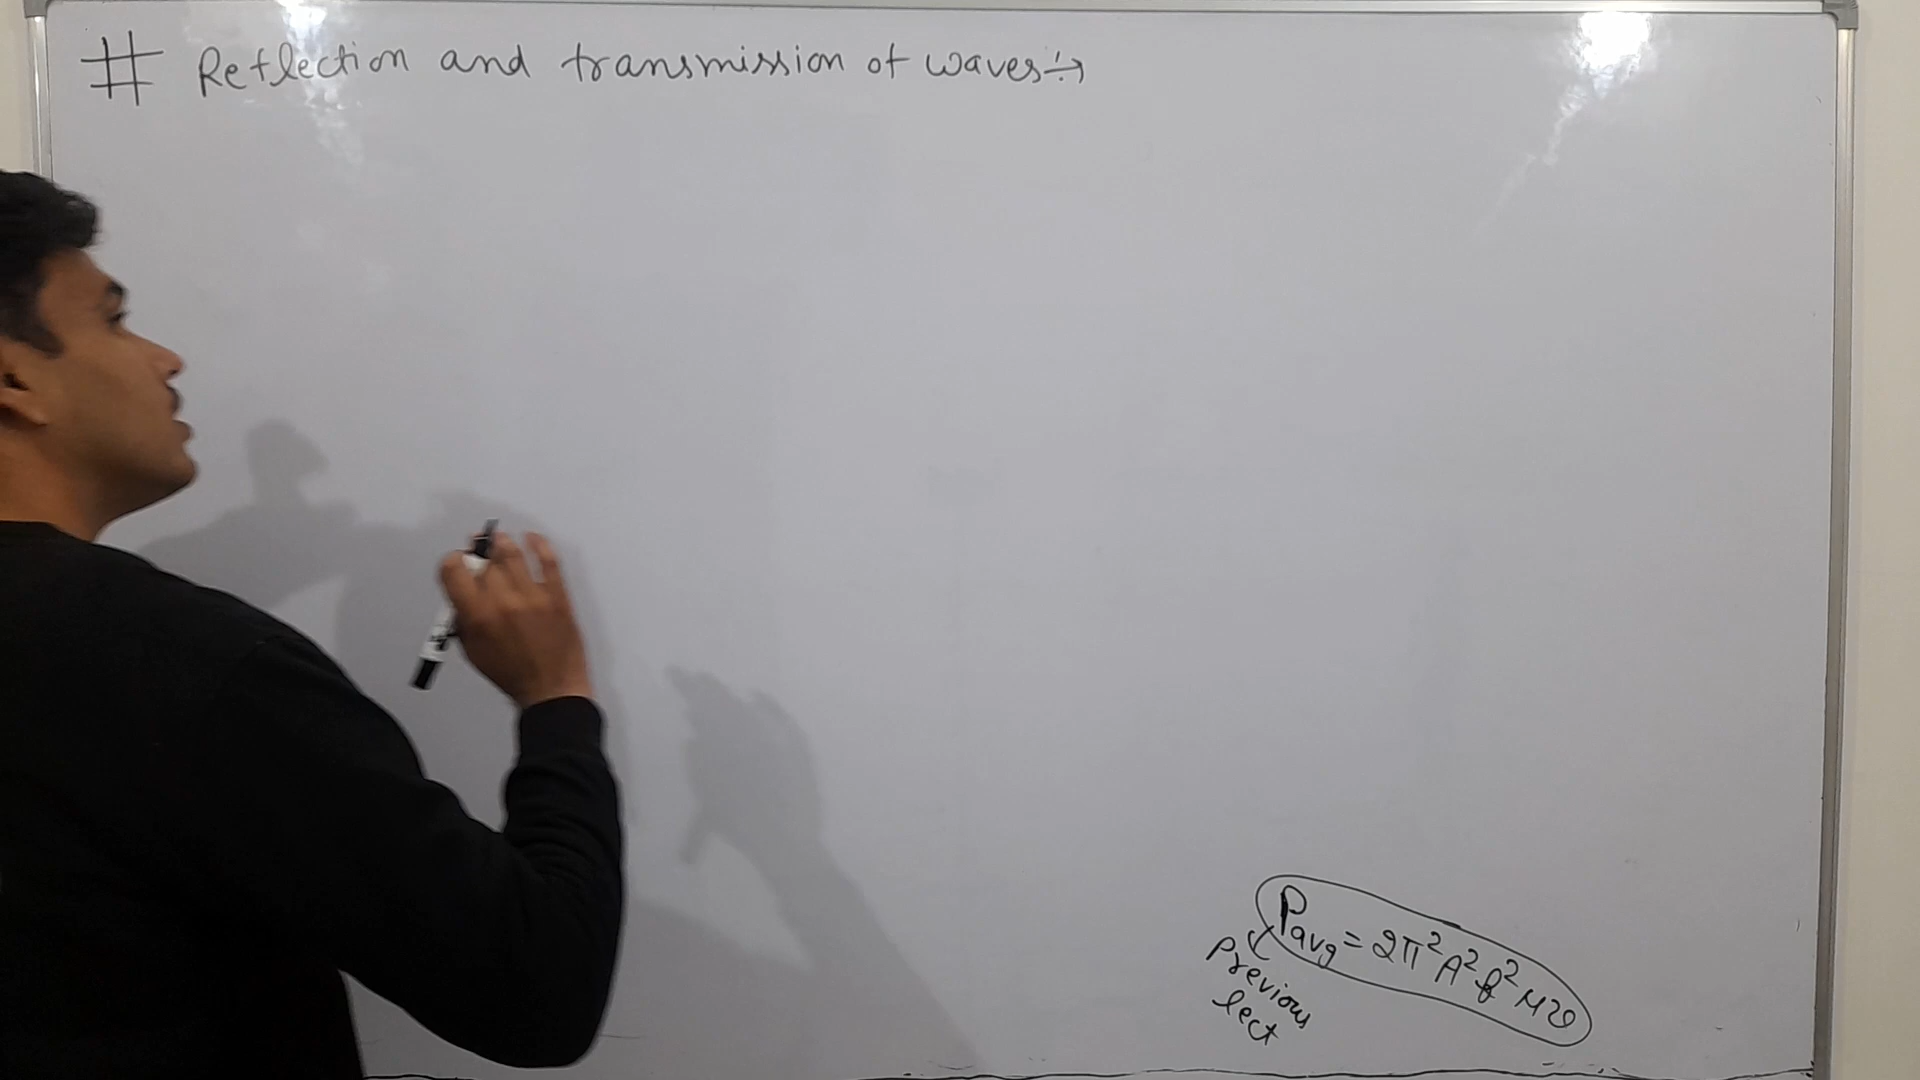 # Reflection and transmission of waves :→
Pavg = 2π²A²f²μv
Previous
lect